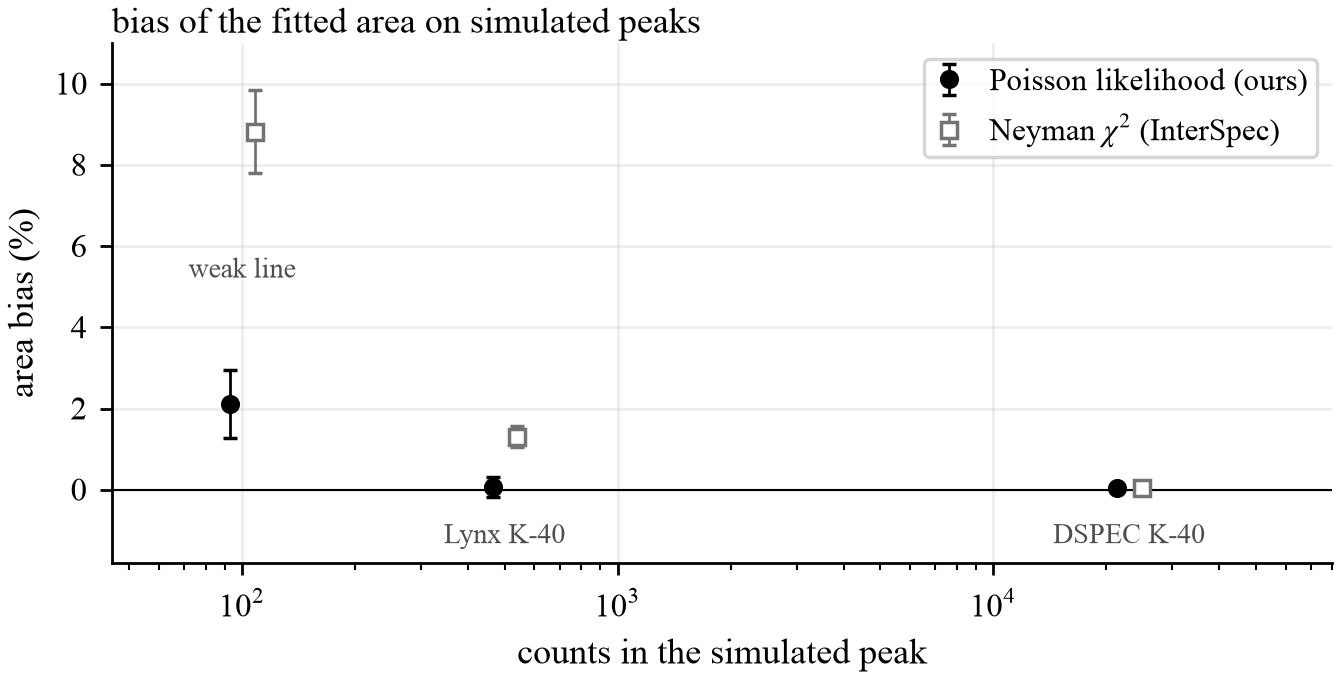 bias of the fitted area on simulated peaks
Poisson likelihood (ours)
Neyman χ² (InterSpec)
area bias (%)
10
8
6
4
2
0
weak line
Lynx K-40
DSPEC K-40
10²
10³
10⁴
counts in the simulated peak